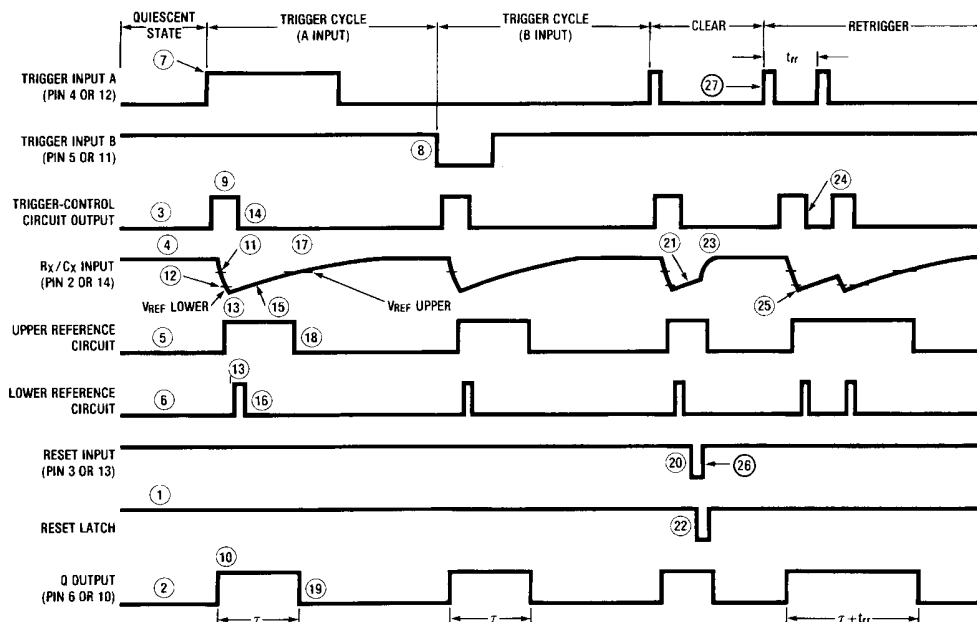 QUIESCENT
STATE
TRIGGER CYCLE
(A INPUT)
TRIGGER CYCLE
(B INPUT)
CLEAR
RETRIGGER
TRIGGER INPUT A
(PIN 4 OR 12)
7
27
trr
TRIGGER INPUT B
(PIN 5 OR 11)
8
TRIGGER-CONTROL
CIRCUIT OUTPUT
3
9
14
24
RX/CX INPUT
(PIN 2 OR 14)
4
11
12
17
21
23
VREF LOWER
13
15
VREF UPPER
25
UPPER REFERENCE
CIRCUIT
5
18
LOWER REFERENCE
CIRCUIT
6
13
16
RESET INPUT
(PIN 3 OR 13)
20
26
1
RESET LATCH
22
Q OUTPUT
(PIN 6 OR 10)
2
10
19
τ
τ
τ + trr